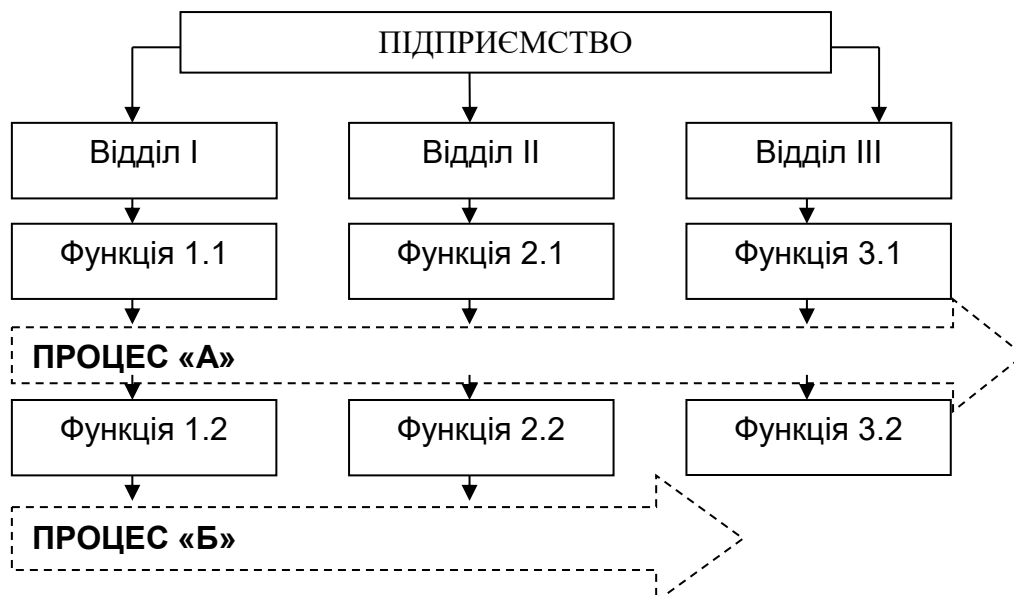 ПІДПРИЄМСТВО
Відділ I
Відділ II
Відділ III
Функція 1.1
Функція 2.1
Функція 3.1
ПРОЦЕС «А»
Функція 1.2
Функція 2.2
Функція 3.2
ПРОЦЕС «Б»